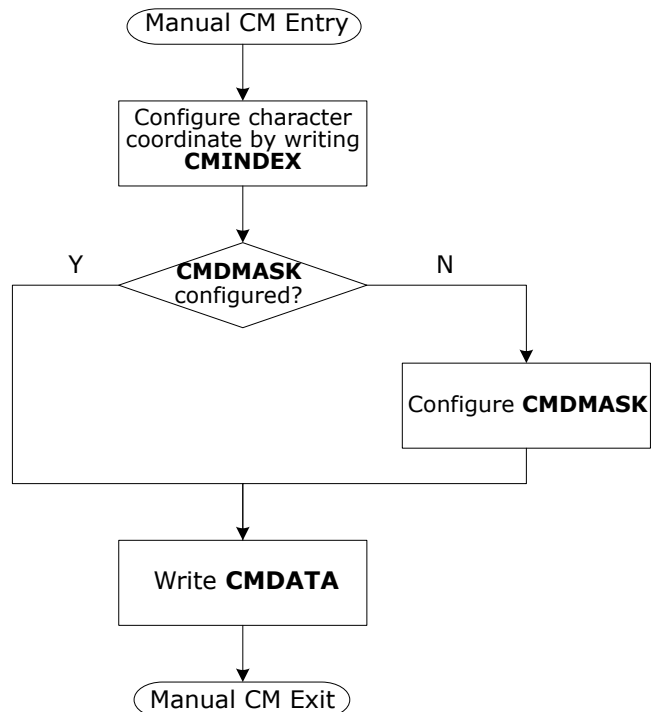 Manual CM Entry
Configure character
coordinate by writing
CMINDEX
Y
CMDMASK
configured?
N
Configure CMDMASK
Write CMDATA
Manual CM Exit